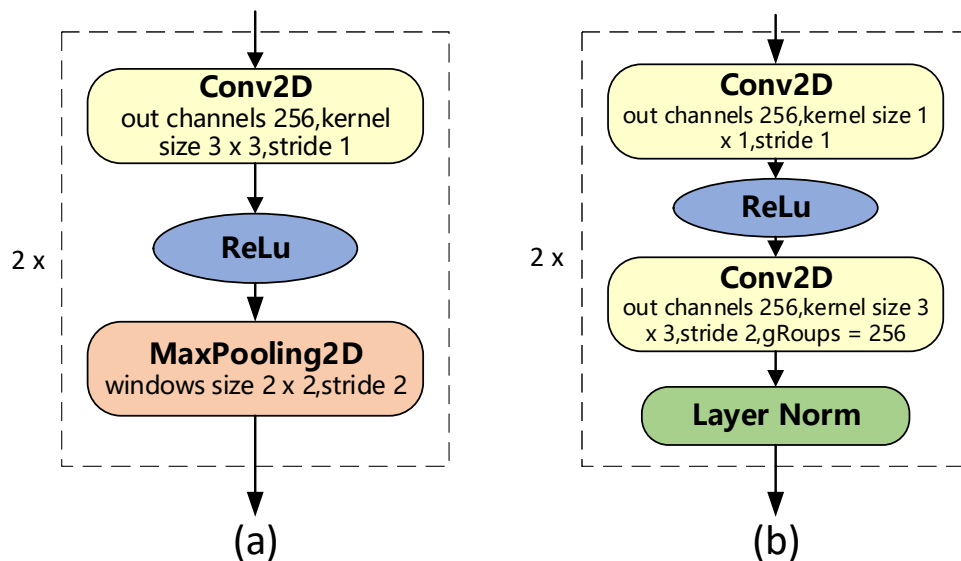 Conv2D
out channels 256,kernel
size 3 x 3,stride 1
ReLu
2 x
MaxPooling2D
windows size 2 x 2,stride 2
(a)
Conv2D
out channels 256,kernel size 1
x 1,stride 1
ReLu
2 x
Conv2D
out channels 256,kernel size 3
x 3,stride 2,gRoups = 256
Layer Norm
(b)